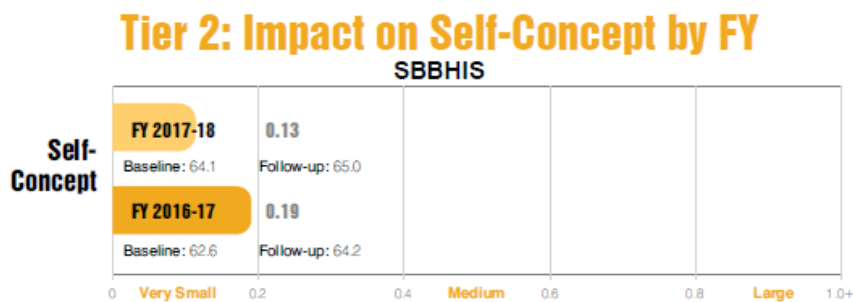 Tier 2: Impact on Self-Concept by FY
SBBHIS
Self-
Concept
FY 2017-18 0.13
Baseline: 64.1 Follow-up: 65.0
FY 2016-17 0.19
Baseline: 62.6 Follow-up: 64.2
0 Very Small 0.2 0.4 Medium 0.6 0.8 Large 1.0+